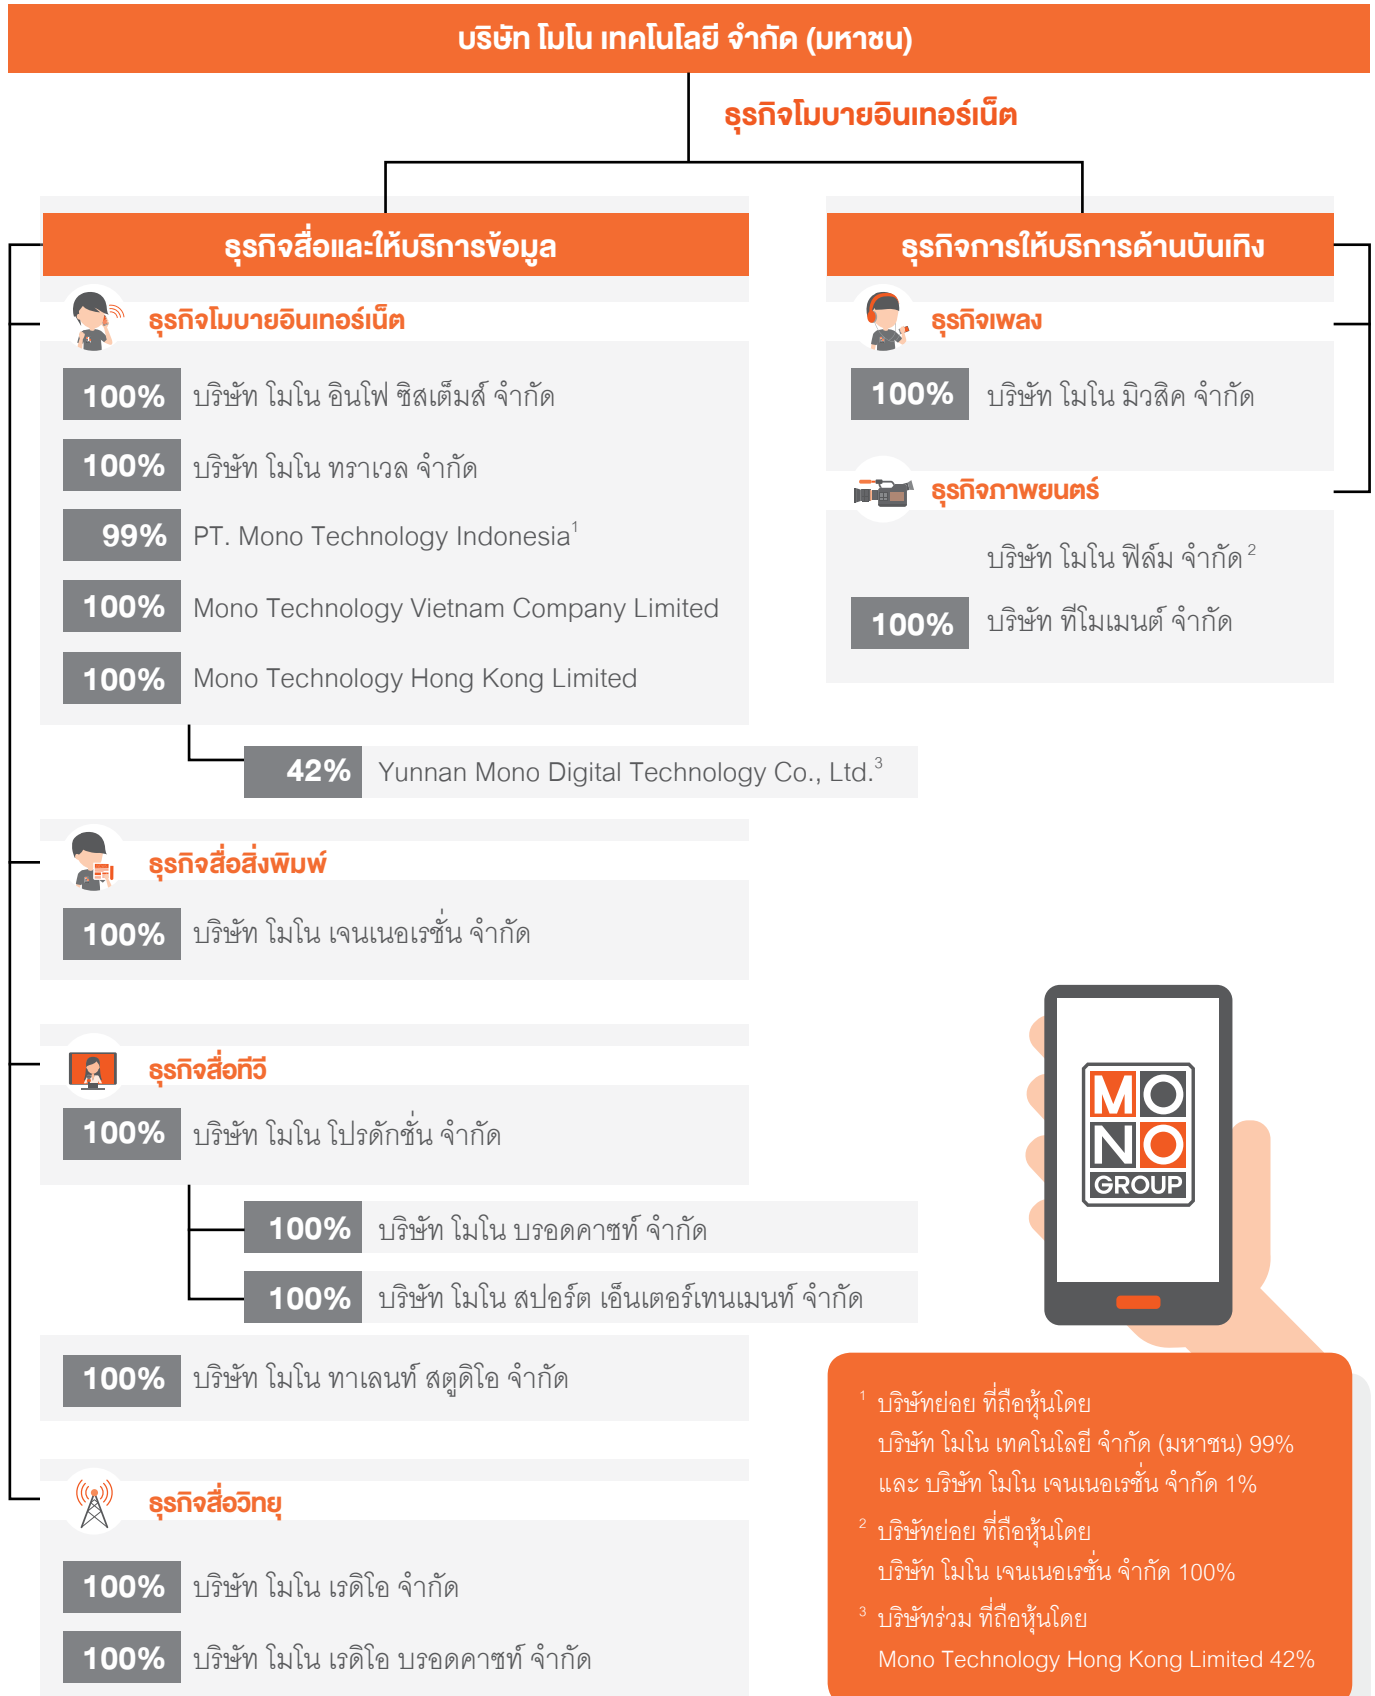 บริษัท โมโน เทคโนโลยี จำกัด (มหาชน)
ธุรกิจโมบายอินเทอร์เน็ต
ธุรกิจสื่อและให้บริการข้อมูล
ธุรกิจโมบายอินเทอร์เน็ต
100% บริษัท โมโน อินโฟ ซิสเต็มส์ จำกัด
100% บริษัท โมโน ทราเวล จำกัด
99% PT. Mono Technology Indonesia¹
100% Mono Technology Vietnam Company Limited
100% Mono Technology Hong Kong Limited
42% Yunnan Mono Digital Technology Co., Ltd.³
ธุรกิจสื่อสิ่งพิมพ์
100% บริษัท โมโน เจนเนอเรชั่น จำกัด
ธุรกิจสื่อทีวี
100% บริษัท โมโน โปรดักชั่น จำกัด
100% บริษัท โมโน บรอดคาซท์ จำกัด
100% บริษัท โมโน สปอร์ต เอ็นเตอร์เทนเมนท์ จำกัด
100% บริษัท โมโน ทาเลนท์ สตูดิโอ จำกัด
ธุรกิจสื่อวิทยุ
100% บริษัท โมโน เรดิโอ จำกัด
100% บริษัท โมโน เรดิโอ บรอดคาซท์ จำกัด
ธุรกิจการให้บริการด้านบันเทิง
ธุรกิจเพลง
100% บริษัท โมโน มิวสิค จำกัด
ธุรกิจภาพยนตร์
บริษัท โมโน ฟิล์ม จำกัด ²
100% บริษัท ทีโมเมนต์ จำกัด
MO
NO
GROUP
¹ บริษัทย่อย ที่ถือหุ้นโดย
บริษัท โมโน เทคโนโลยี จำกัด (มหาชน) 99%
และ บริษัท โมโน เจนเนอเรชั่น จำกัด 1%
² บริษัทย่อย ที่ถือหุ้นโดย
บริษัท โมโน เจนเนอเรชั่น จำกัด 100%
³ บริษัทร่วม ที่ถือหุ้นโดย
Mono Technology Hong Kong Limited 42%